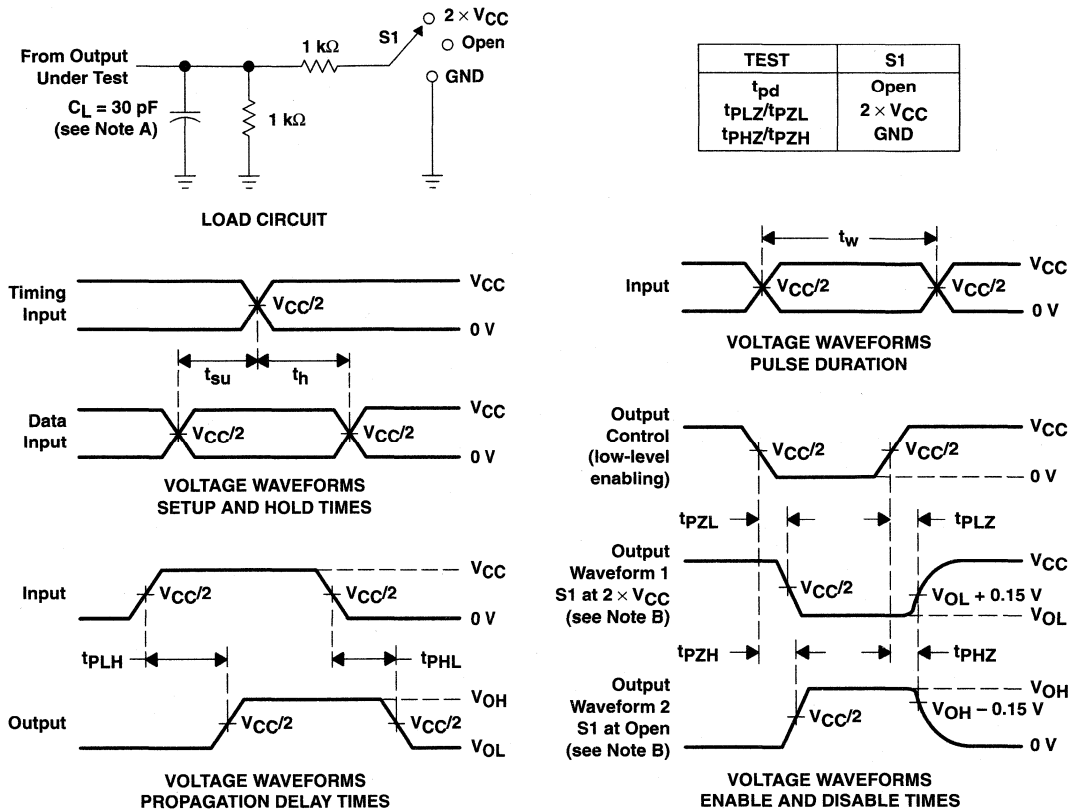 From Output
Under Test
CL = 30 pF
(see Note A)
1 kΩ
1 kΩ
S1
2 × VCC
Open
GND
LOAD CIRCUIT
TEST S1
tpd Open
tPLZ/tPZL 2 × VCC
tPHZ/tPZH GND
Timing
Input
VCC/2
VCC
0 V
tsu
th
Data
Input
VCC/2
VCC/2
VCC
0 V
VOLTAGE WAVEFORMS
SETUP AND HOLD TIMES
tw
Input
VCC/2
VCC/2
VCC
0 V
VOLTAGE WAVEFORMS
PULSE DURATION
Input
VCC/2
VCC/2
VCC
0 V
tPLH
tPHL
Output
VCC/2
VCC/2
VOH
VOL
VOLTAGE WAVEFORMS
PROPAGATION DELAY TIMES
Output
Control
(low-level
enabling)
VCC/2
VCC/2
VCC
0 V
tPZL
tPLZ
Output
Waveform 1
S1 at 2 × VCC
(see Note B)
VCC/2
VCC
VOL + 0.15 V
VOL
tPZH
tPHZ
Output
Waveform 2
S1 at Open
(see Note B)
VCC/2
VOH
VOH − 0.15 V
0 V
VOLTAGE WAVEFORMS
ENABLE AND DISABLE TIMES